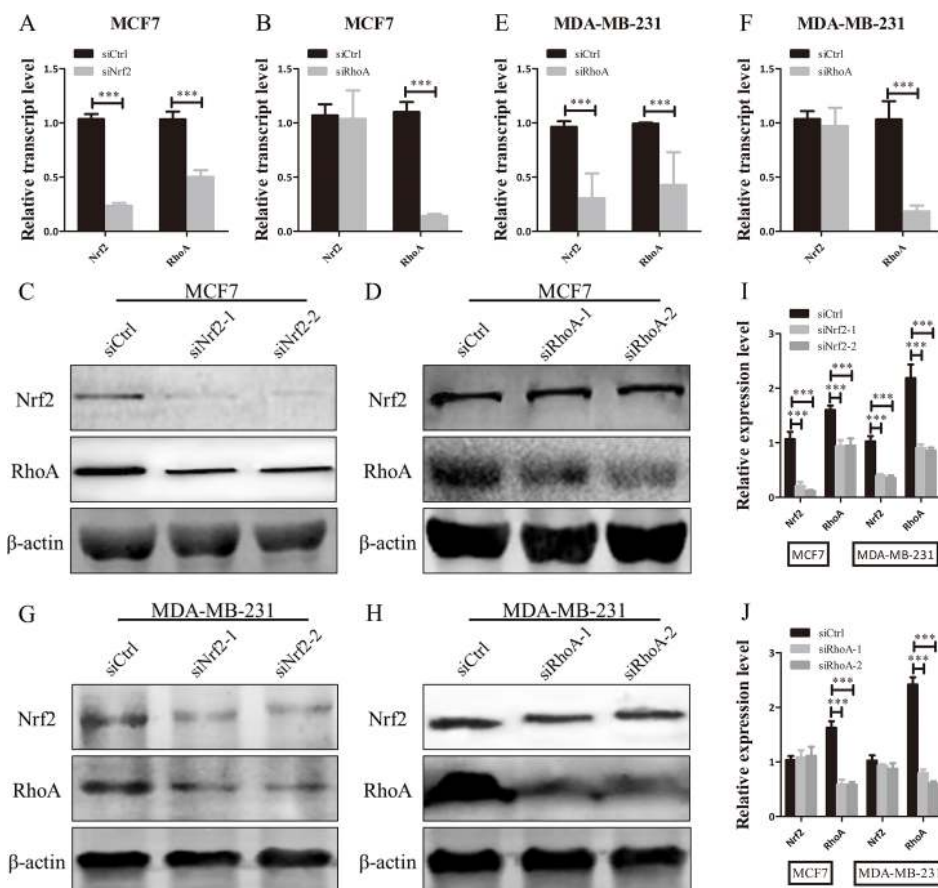 A MCF7
siCtrl
siNrf2
Relative transcript level
1.5
1.0
0.5
0.0
*** ***
Nrf2 RhoA
B MCF7
siCtrl
siRhoA
Relative transcript level
1.5
1.0
0.5
0.0
***
Nrf2 RhoA
E MDA-MB-231
siCtrl
siRhoA
Relative transcript level
1.5
1.0
0.5
0.0
*** ***
Nrf2 RhoA
F MDA-MB-231
siCtrl
siRhoA
Relative transcript level
1.5
1.0
0.5
0.0
***
Nrf2 RhoA
C MCF7
siCtrl siNrf2-1 siNrf2-2
Nrf2
RhoA
β-actin
D MCF7
siCtrl siRhoA-1 siRhoA-2
Nrf2
RhoA
β-actin
I
siCtrl
siNrf2-1
siNrf2-2
Relative expression level
3
2
1
0
*** *** *** ***
*** *** *** ***
Nrf2 RhoA Nrf2 RhoA
MCF7 MDA-MB-231
G MDA-MB-231
siCtrl siNrf2-1 siNrf2-2
Nrf2
RhoA
β-actin
H MDA-MB-231
siCtrl siRhoA-1 siRhoA-2
Nrf2
RhoA
β-actin
J
siCtrl
siRhoA-1
siRhoA-2
Relative expression level
3
2
1
0
*** ***
*** ***
Nrf2 RhoA Nrf2 RhoA
MCF7 MDA-MB-231